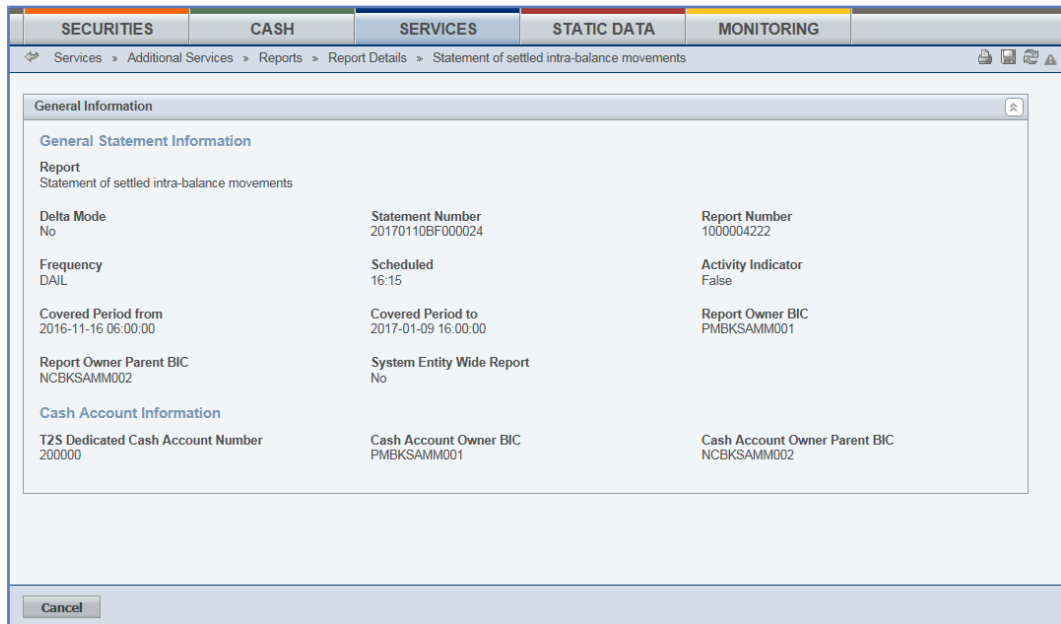 SECURITIES CASH SERVICES STATIC DATA MONITORING
Services » Additional Services » Reports » Report Details » Statement of settled intra-balance movements
General Information
General Statement Information
Report
Statement of settled intra-balance movements
Delta Mode Statement Number Report Number
No 20170110BF000024 1000004222
Frequency Scheduled Activity Indicator
DAIL 16:15 False
Covered Period from Covered Period to Report Owner BIC
2016-11-16 06:00:00 2017-01-09 16:00:00 PMBKSAMM001
Report Owner Parent BIC System Entity Wide Report
NCBKSAMM002 No
Cash Account Information
T2S Dedicated Cash Account Number Cash Account Owner BIC Cash Account Owner Parent BIC
200000 PMBKSAMM001 NCBKSAMM002
Cancel